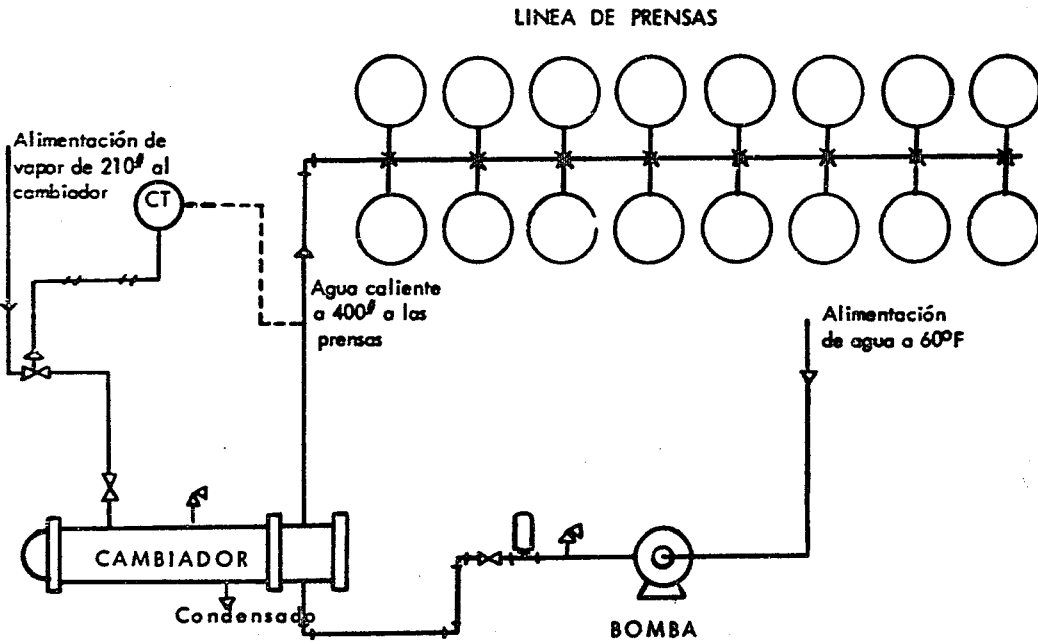 LINEA DE PRENSAS
Alimentación de
vapor de 210# al
cambiador
CT
Agua caliente
a 400# a las
prensas
Alimentación
de agua a 60ºF
CAMBIADOR
Condensado
BOMBA